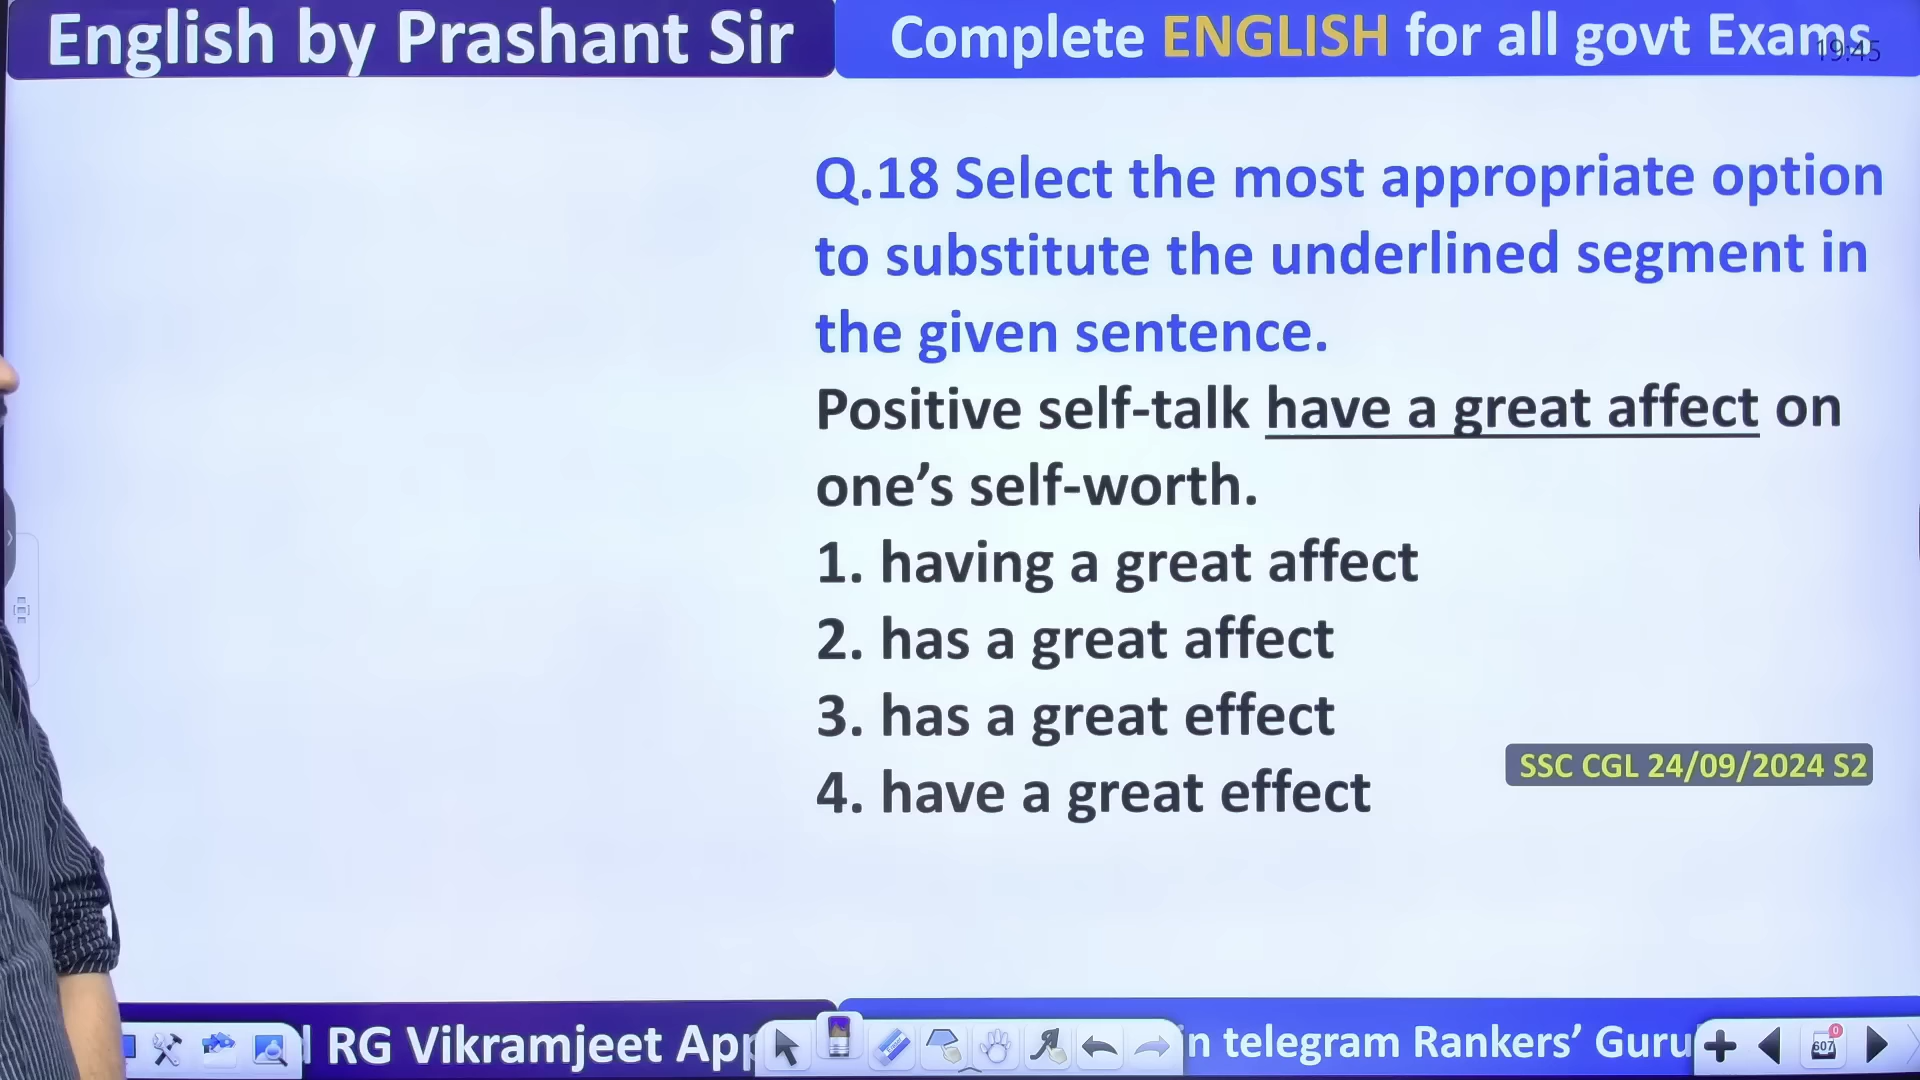 English by Prashant Sir
Complete ENGLISH for all govt Exams
19:45
Q.18 Select the most appropriate option
to substitute the underlined segment in
the given sentence.
Positive self-talk have a great affect on
one’s self-worth.
1. having a great affect
2. has a great affect
3. has a great effect
4. have a great effect
SSC CGL 24/09/2024 S2
RG Vikramjeet App
in telegram Rankers’ Guru
0
607